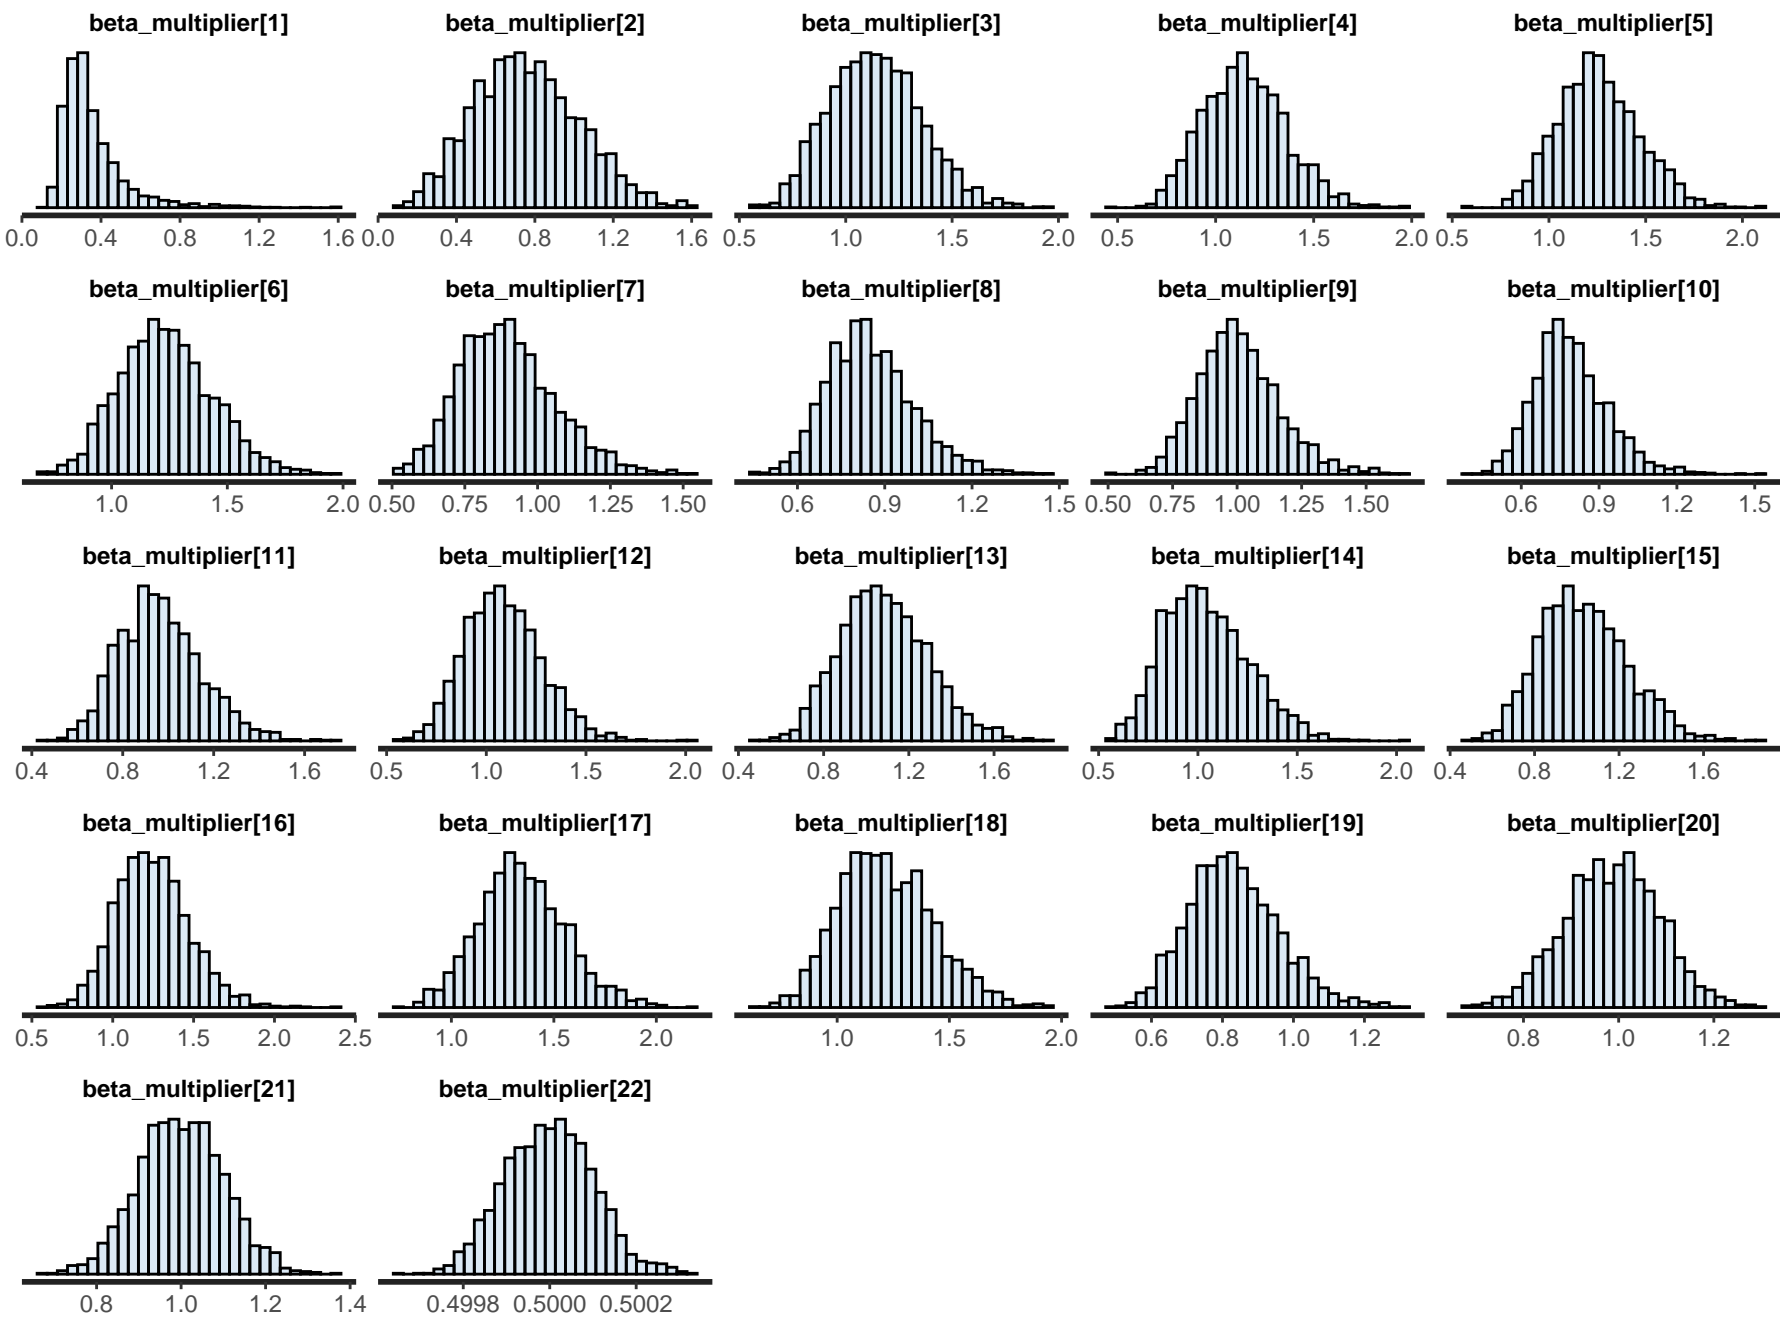 beta_multiplier[1] beta_multiplier[2] beta_multiplier[3] beta_multiplier[4] beta_multiplier[5]
0.0 0.4 0.8 1.2 1.6 0.0 0.4 0.8 1.2 1.6 0.5 1.0 1.5 2.0 0.5 1.0 1.5 2.0 0.5 1.0 1.5 2.0
beta_multiplier[6] beta_multiplier[7] beta_multiplier[8] beta_multiplier[9] beta_multiplier[10]
1.0 1.5 2.0 0.50 0.75 1.00 1.25 1.50 0.6 0.9 1.2 1.5 0.50 0.75 1.00 1.25 1.50 0.6 0.9 1.2 1.5
beta_multiplier[11] beta_multiplier[12] beta_multiplier[13] beta_multiplier[14] beta_multiplier[15]
0.4 0.8 1.2 1.6 0.5 1.0 1.5 2.0 0.4 0.8 1.2 1.6 0.5 1.0 1.5 2.0 0.4 0.8 1.2 1.6
beta_multiplier[16] beta_multiplier[17] beta_multiplier[18] beta_multiplier[19] beta_multiplier[20]
0.5 1.0 1.5 2.0 2.5 1.0 1.5 2.0 1.0 1.5 2.0 0.6 0.8 1.0 1.2 0.8 1.0 1.2
beta_multiplier[21] beta_multiplier[22]
0.8 1.0 1.2 1.4 0.4998 0.5000 0.5002